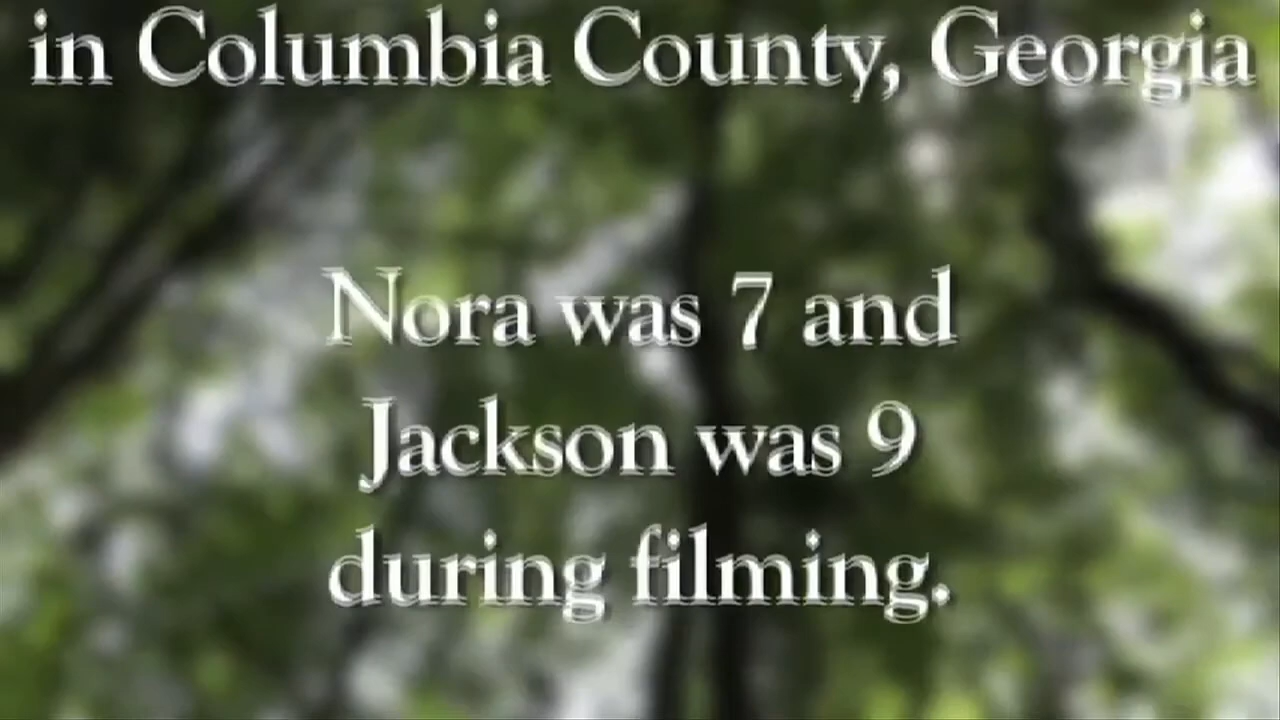 in Columbia County, Georgia
Nora was 7 and
Jackson was 9
during filming.